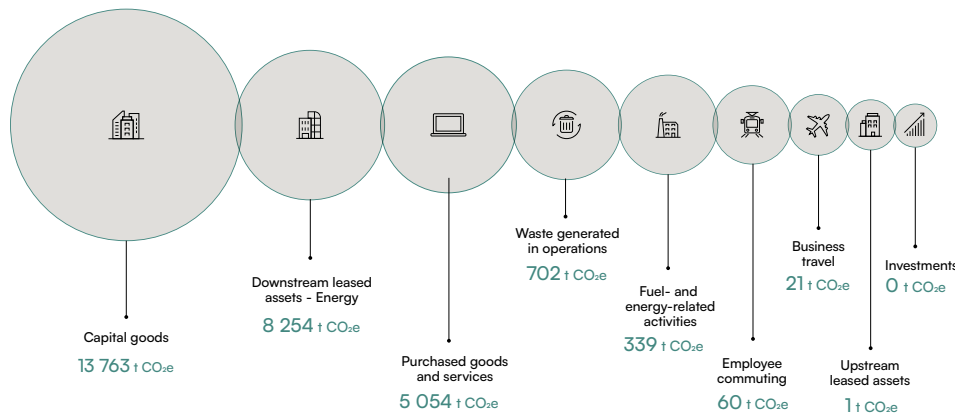 Capital goods
13 763 t CO₂e
Downstream leased
assets - Energy
8 254 t CO₂e
Purchased goods
and services
5 054 t CO₂e
Waste generated
in operations
702 t CO₂e
Fuel- and
energy-related
activities
339 t CO₂e
Employee
commuting
60 t CO₂e
Business
travel
21 t CO₂e
Upstream
leased assets
1 t CO₂e
Investments
0 t CO₂e